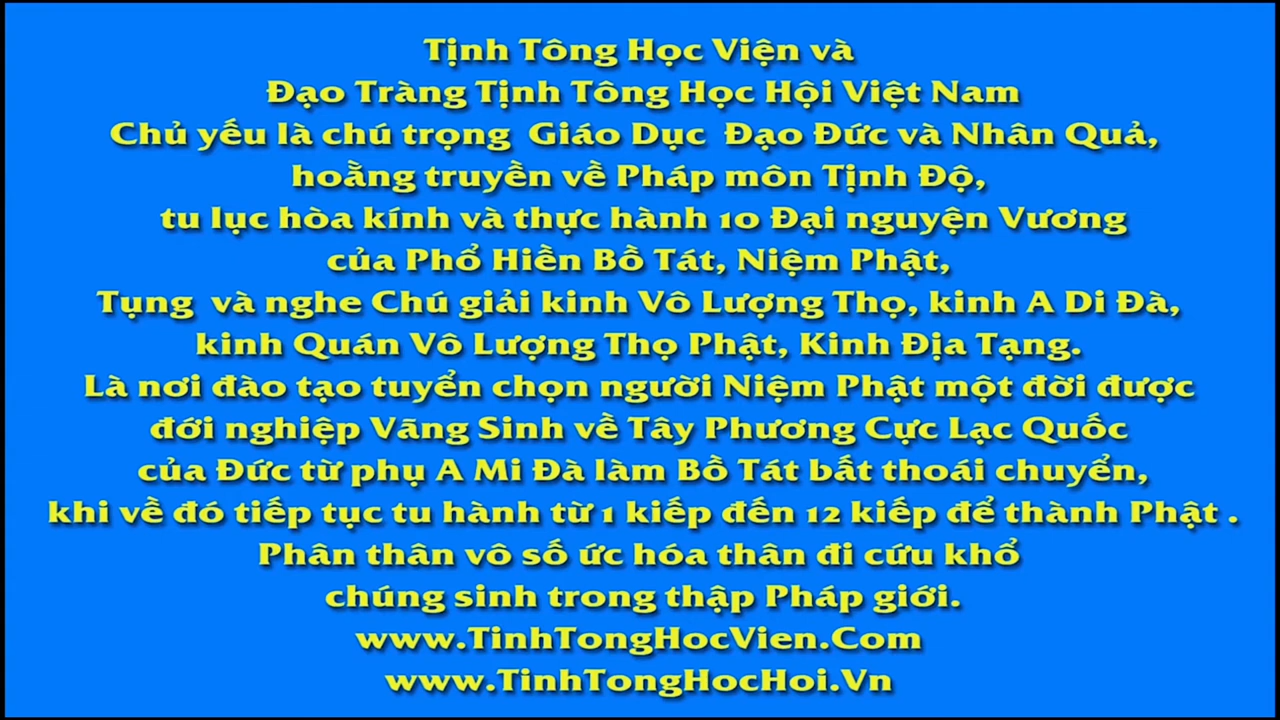 Tịnh Tông Học Viện và
Đạo Tràng Tịnh Tông Học Hội Việt Nam
Chủ yếu là chú trọng Giáo Dục Đạo Đức và Nhân Quả,
hoằng truyền về Pháp môn Tịnh Độ,
tu lục hòa kính và thực hành 10 Đại nguyện Vương
của Phổ Hiền Bồ Tát, Niệm Phật,
Tụng và nghe Chú giải kinh Vô Lượng Thọ, kinh A Di Đà,
kinh Quán Vô Lượng Thọ Phật, Kinh Địa Tạng.
Là nơi đào tạo tuyển chọn người Niệm Phật một đời được
đới nghiệp Vãng Sinh về Tây Phương Cực Lạc Quốc
của Đức từ phụ A Mi Đà làm Bồ Tát bất thoái chuyển,
khi về đó tiếp tục tu hành từ 1 kiếp đến 12 kiếp để thành Phật .
Phân thân vô số ức hóa thân đi cứu khổ
chúng sinh trong thập Pháp giới.
www.TinhTongHocVien.Com
www.TinhTongHocHoi.Vn